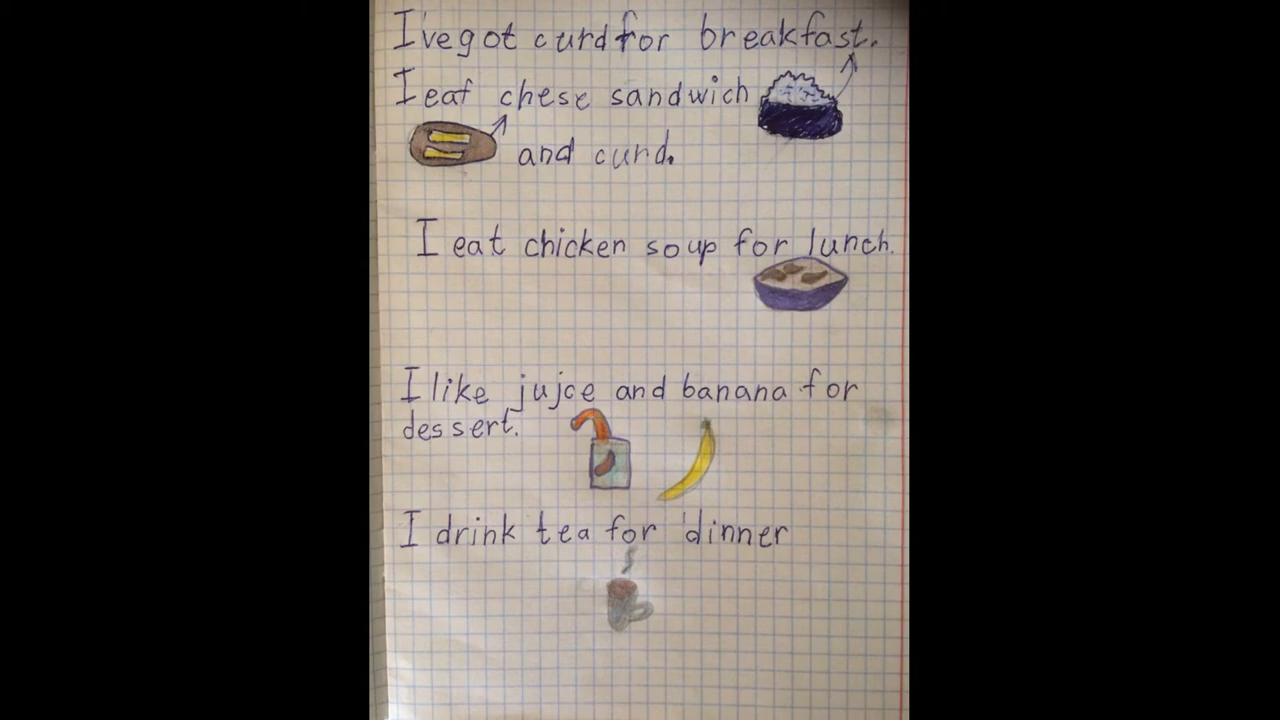 I've got curd for breakfast.
I eat chese sandwich
and curd.
I eat chicken soup for lunch.
I like jujce and banana for
dessert.
I drink tea for dinner